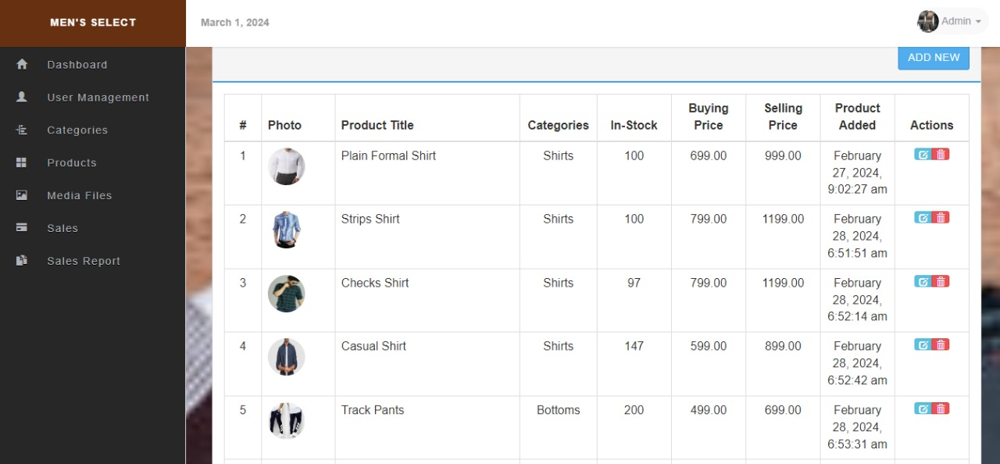 MEN'S SELECT
March 1, 2024
Admin
Dashboard
User Management
Categories
Products
Media Files
Sales
Sales Report
ADD NEW
# Photo Product Title Categories In-Stock Buying Price Selling Price Product Added Actions
1 Plain Formal Shirt Shirts 100 699.00 999.00 February 27, 2024, 9:02:27 am
2 Strips Shirt Shirts 100 799.00 1199.00 February 28, 2024, 6:51:51 am
3 Checks Shirt Shirts 97 799.00 1199.00 February 28, 2024, 6:52:14 am
4 Casual Shirt Shirts 147 599.00 899.00 February 28, 2024, 6:52:42 am
5 Track Pants Bottoms 200 499.00 699.00 February 28, 2024, 6:53:31 am